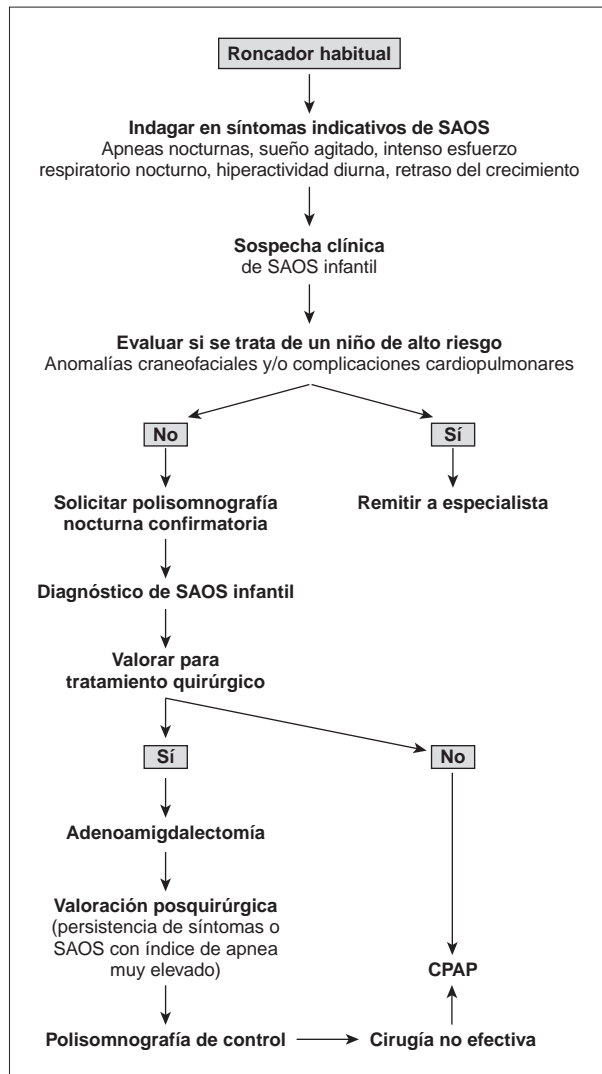 Roncador habitual
Indagar en síntomas indicativos de SAOS
Apneas nocturnas, sueño agitado, intenso esfuerzo
respiratorio nocturno, hiperactividad diurna, retraso del crecimiento
Sospecha clínica
de SAOS infantil
Evaluar si se trata de un niño de alto riesgo
Anomalías craneofaciales y/o complicaciones cardiopulmonares
No
Sí
Solicitar polisomnografía
nocturna confirmatoria
Remitir a especialista
Diagnóstico de SAOS infantil
Valorar para
tratamiento quirúrgico
Sí
No
Adenoamigdalectomía
Valoración posquirúrgica
(persistencia de síntomas o
SAOS con índice de apnea
muy elevado)
CPAP
Polisomnografía de control
Cirugía no efectiva